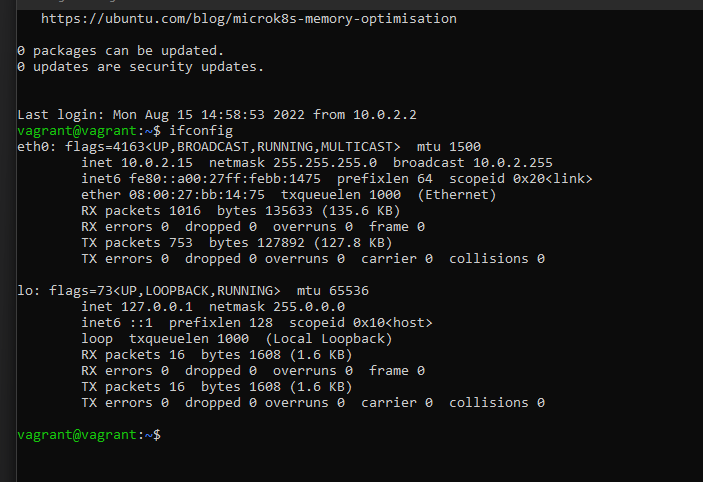 https://ubuntu.com/blog/microk8s-memory-optimisation
0 packages can be updated.
0 updates are security updates.
Last login: Mon Aug 15 14:58:53 2022 from 10.0.2.2
vagrant@vagrant:~$ ifconfig
eth0: flags=4163<UP,BROADCAST,RUNNING,MULTICAST>  mtu 1500
        inet 10.0.2.15  netmask 255.255.255.0  broadcast 10.0.2.255
        inet6 fe80::a00:27ff:febb:1475  prefixlen 64  scopeid 0x20<link>
        ether 08:00:27:bb:14:75  txqueuelen 1000  (Ethernet)
        RX packets 1016  bytes 135633 (135.6 KB)
        RX errors 0  dropped 0  overruns 0  frame 0
        TX packets 753  bytes 127892 (127.8 KB)
        TX errors 0  dropped 0 overruns 0  carrier 0  collisions 0
lo: flags=73<UP,LOOPBACK,RUNNING>  mtu 65536
        inet 127.0.0.1  netmask 255.0.0.0
        inet6 ::1  prefixlen 128  scopeid 0x10<host>
        loop  txqueuelen 1000  (Local Loopback)
        RX packets 16  bytes 1608 (1.6 KB)
        RX errors 0  dropped 0  overruns 0  frame 0
        TX packets 16  bytes 1608 (1.6 KB)
        TX errors 0  dropped 0 overruns 0  carrier 0  collisions 0
vagrant@vagrant:~$